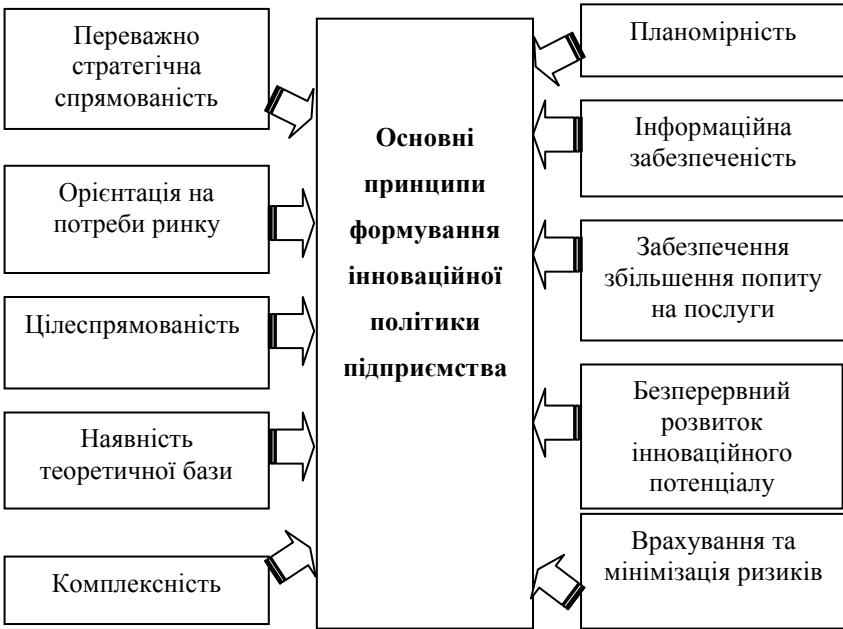 Переважно
стратегічна
спрямованість
Орієнтація на
потреби ринку
Цілеспрямованість
Наявність
теоретичної бази
Комплексність
Основні
принципи
формування
інноваційної
політики
підприємства
Планомірність
Інформаційна
забезпеченість
Забезпечення
збільшення попиту
на послуги
Безперервний
розвиток
інноваційного
потенціалу
Врахування та
мінімізація ризиків